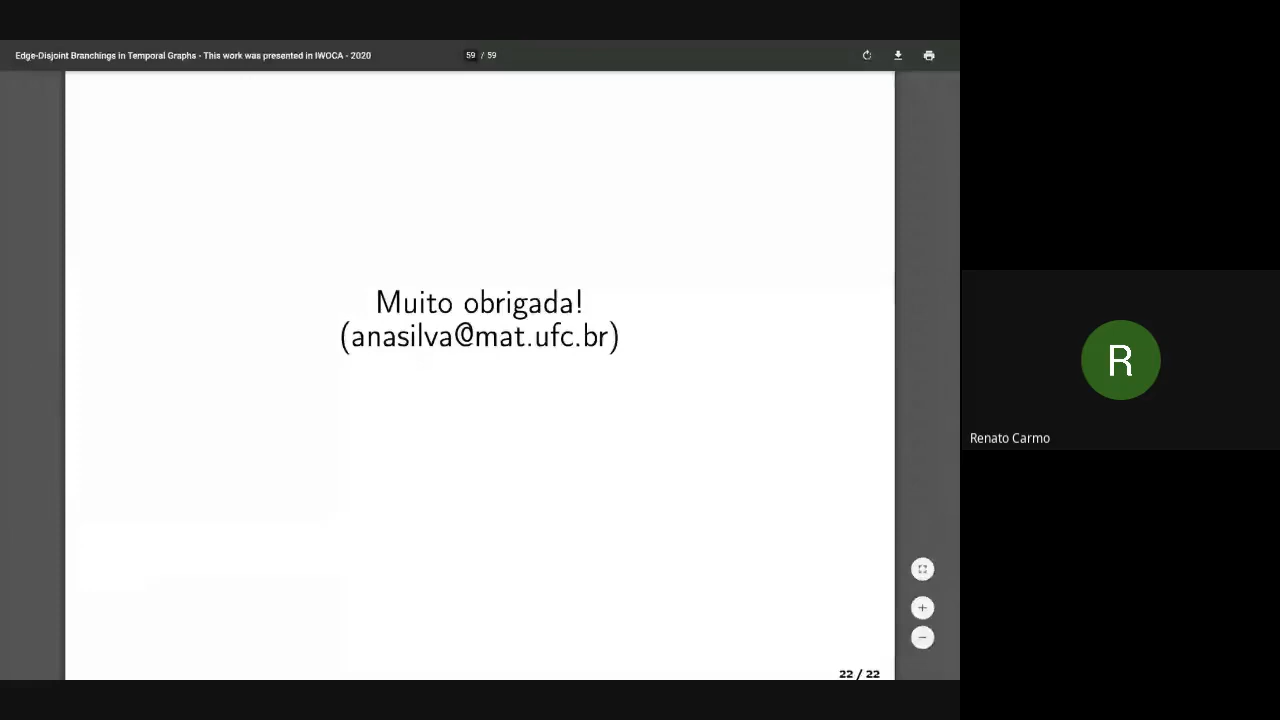 Edge-Disjoint Branchings in Temporal Graphs - This work was presented in IWOCA - 2020
59 / 59
Muito obrigada!
(anasilva@mat.ufc.br)
R
Renato Carmo
22 / 22